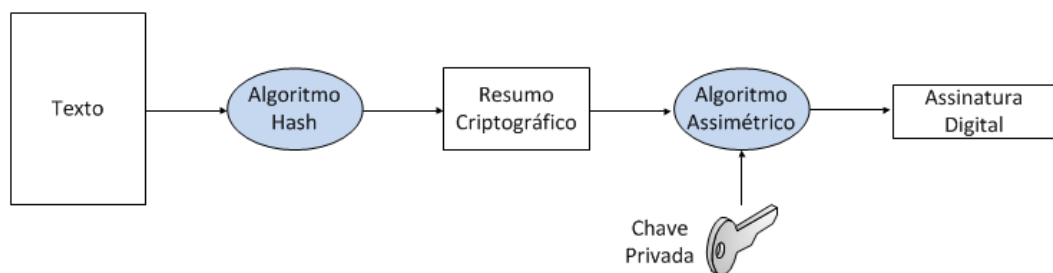 Texto
Algoritmo
Hash
Resumo
Criptográfico
Algoritmo
Assimétrico
Assinatura
Digital
Chave
Privada